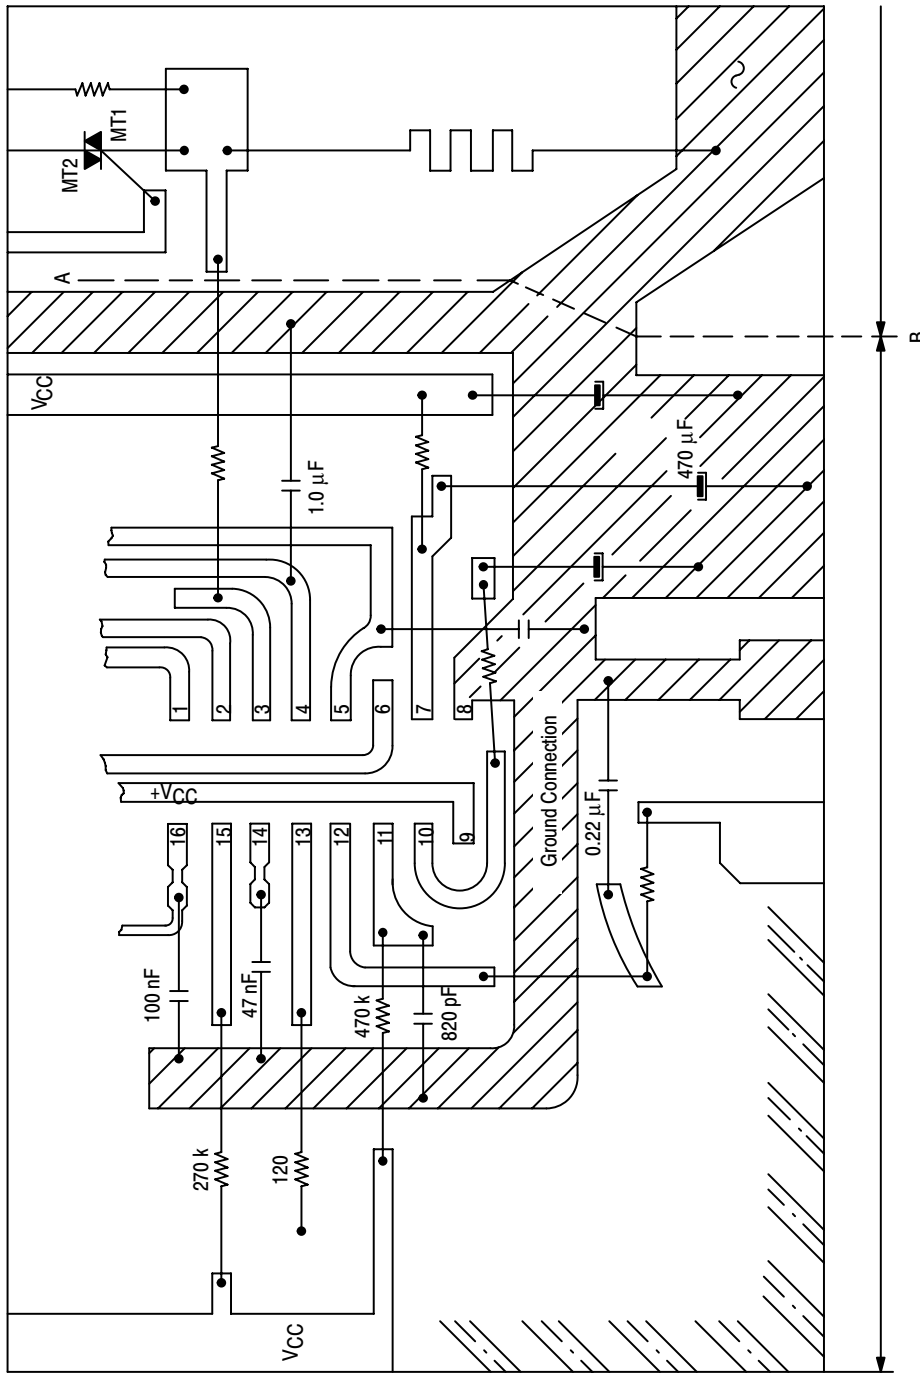 MT2
MT1
A
B
VCC
1.0 µF
470 µF
1
2
3
4
5
6
7
8
+VCC
16
15
14
13
12
11
10
9
Ground Connection
0.22 µF
100 nF
47 nF
470 k
820 pF
270 k
120
VCC